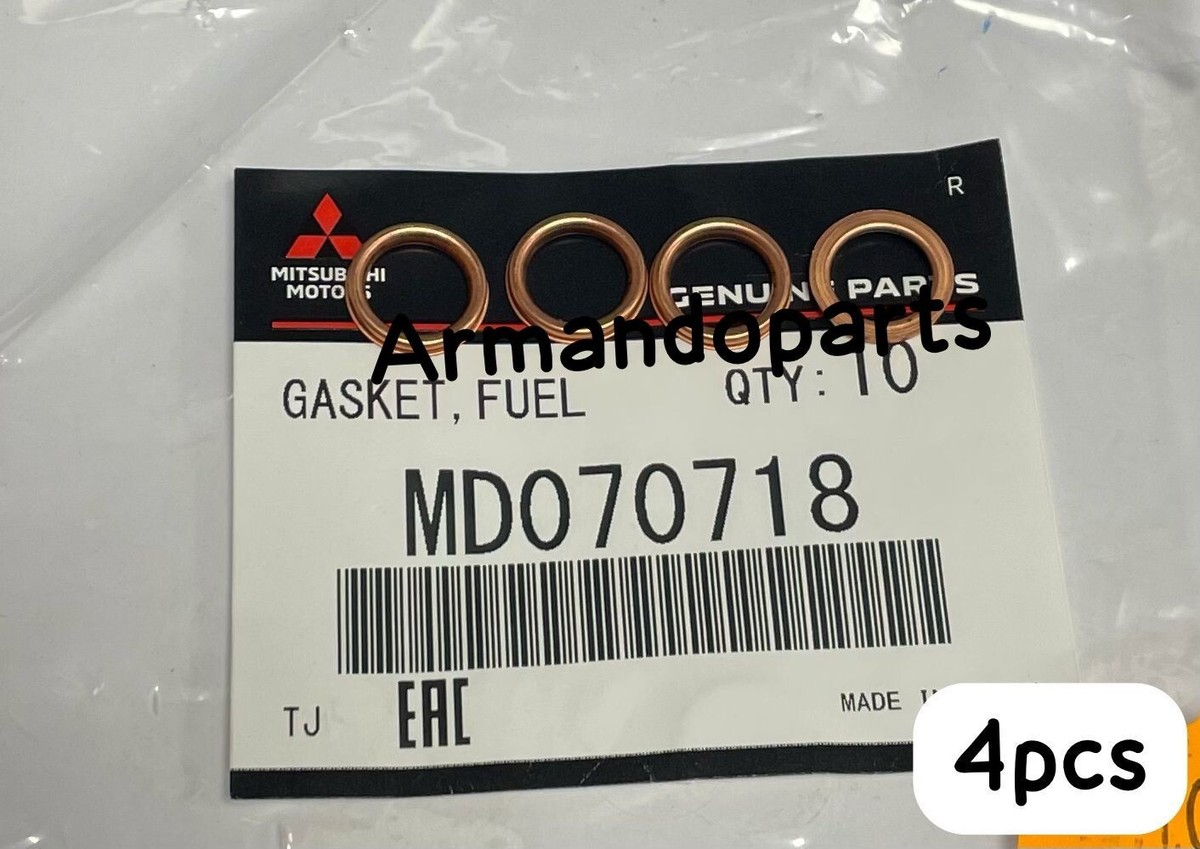 R
MITSUBISHI
MOTORS
GENUINE PARTS
Armandoparts
GASKET, FUEL
QTY: 10
MD070718
TJ
EAC
MADE
4pcs